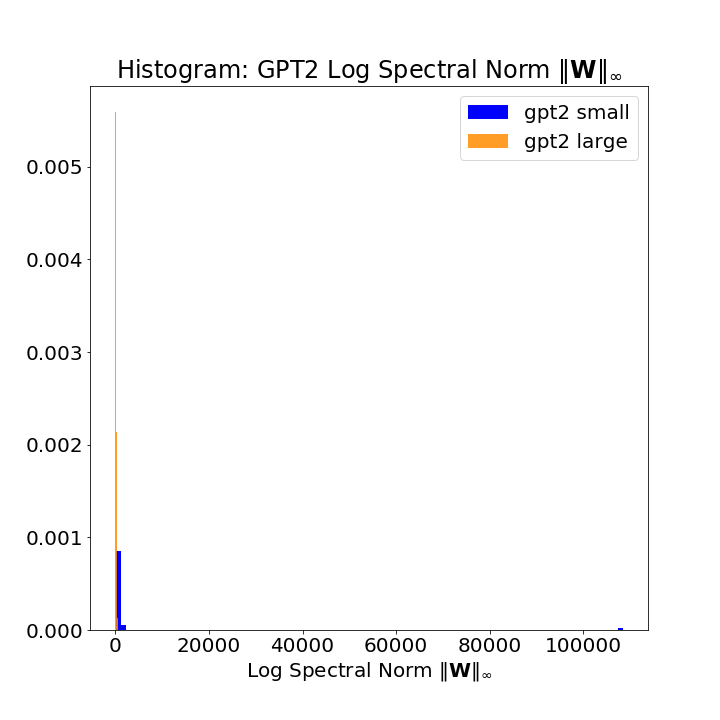 Histogram: GPT2 Log Spectral Norm ‖W‖∞
gpt2 small
gpt2 large
0.005
0.004
0.003
0.002
0.001
0.000
0 20000 40000 60000 80000 100000
Log Spectral Norm ‖W‖∞